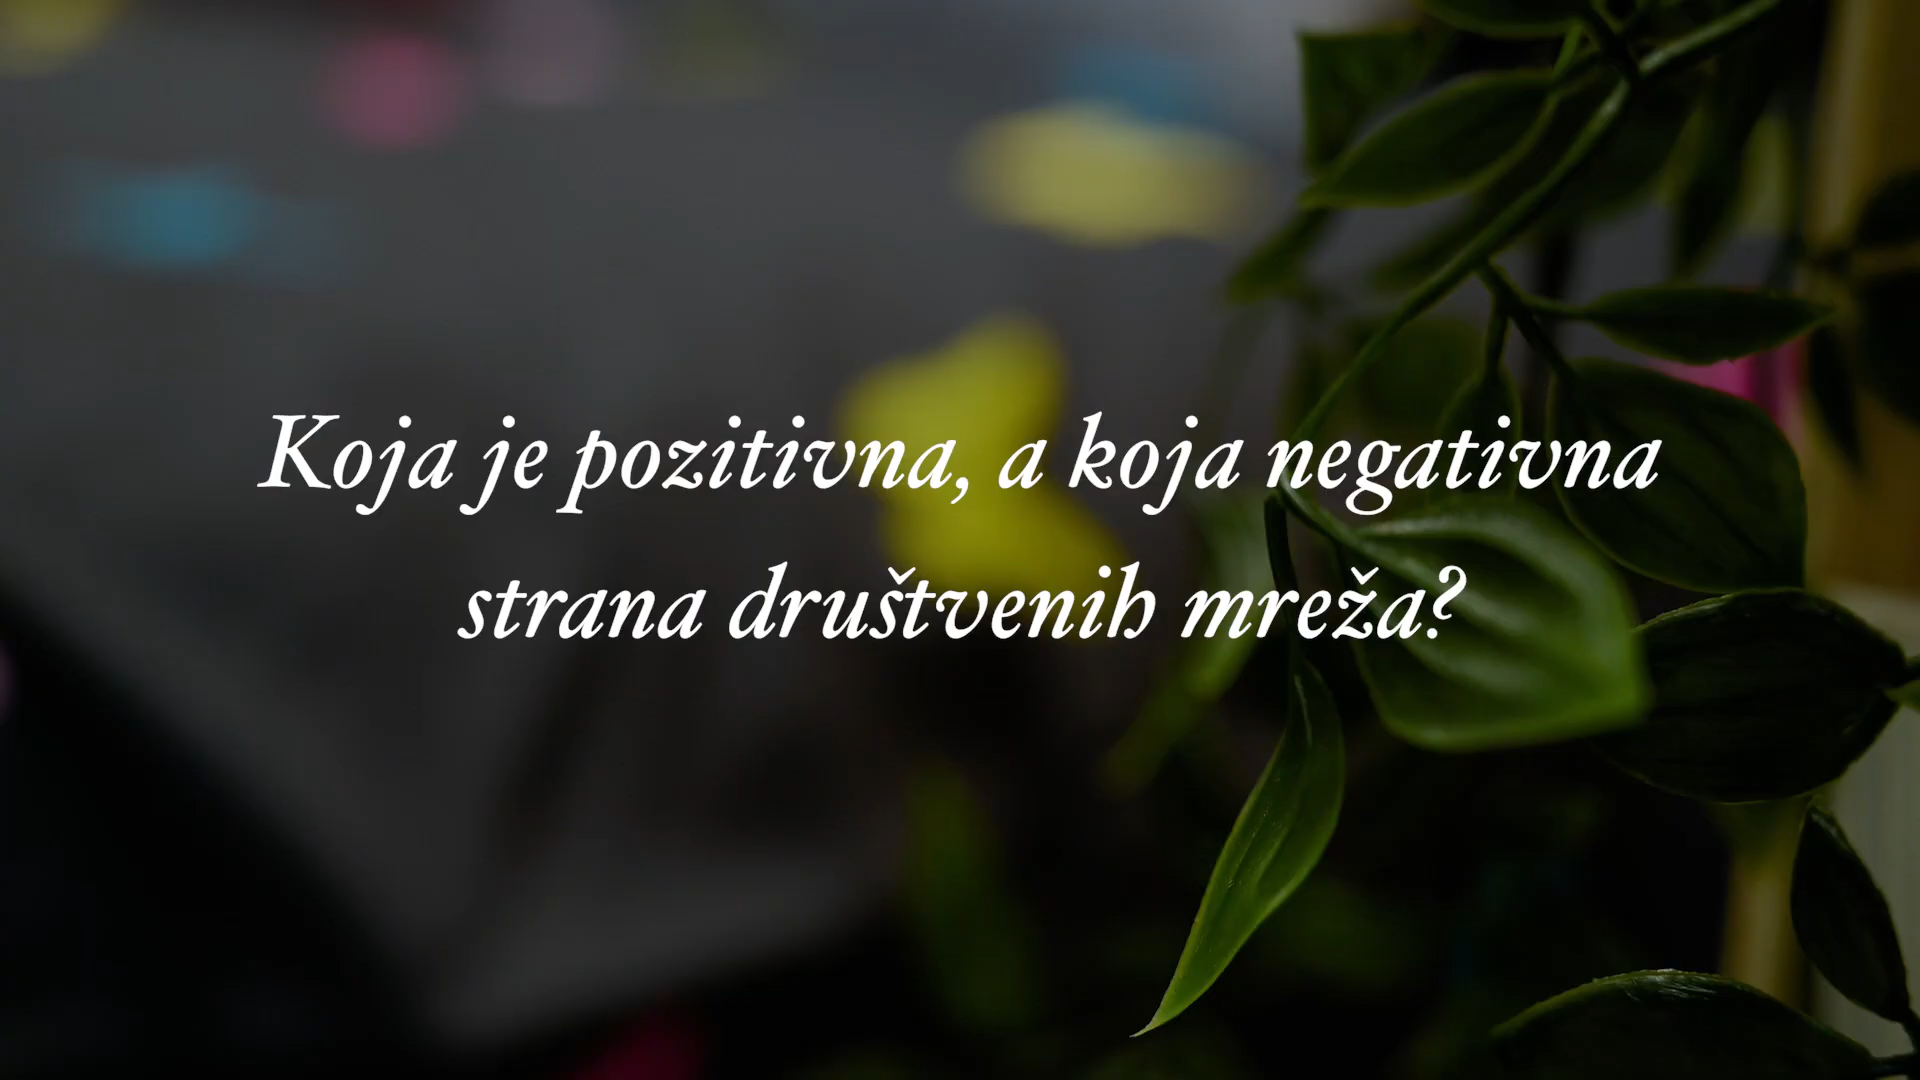 Koja je pozitivna, a koja negativna
strana društvenih mreža?